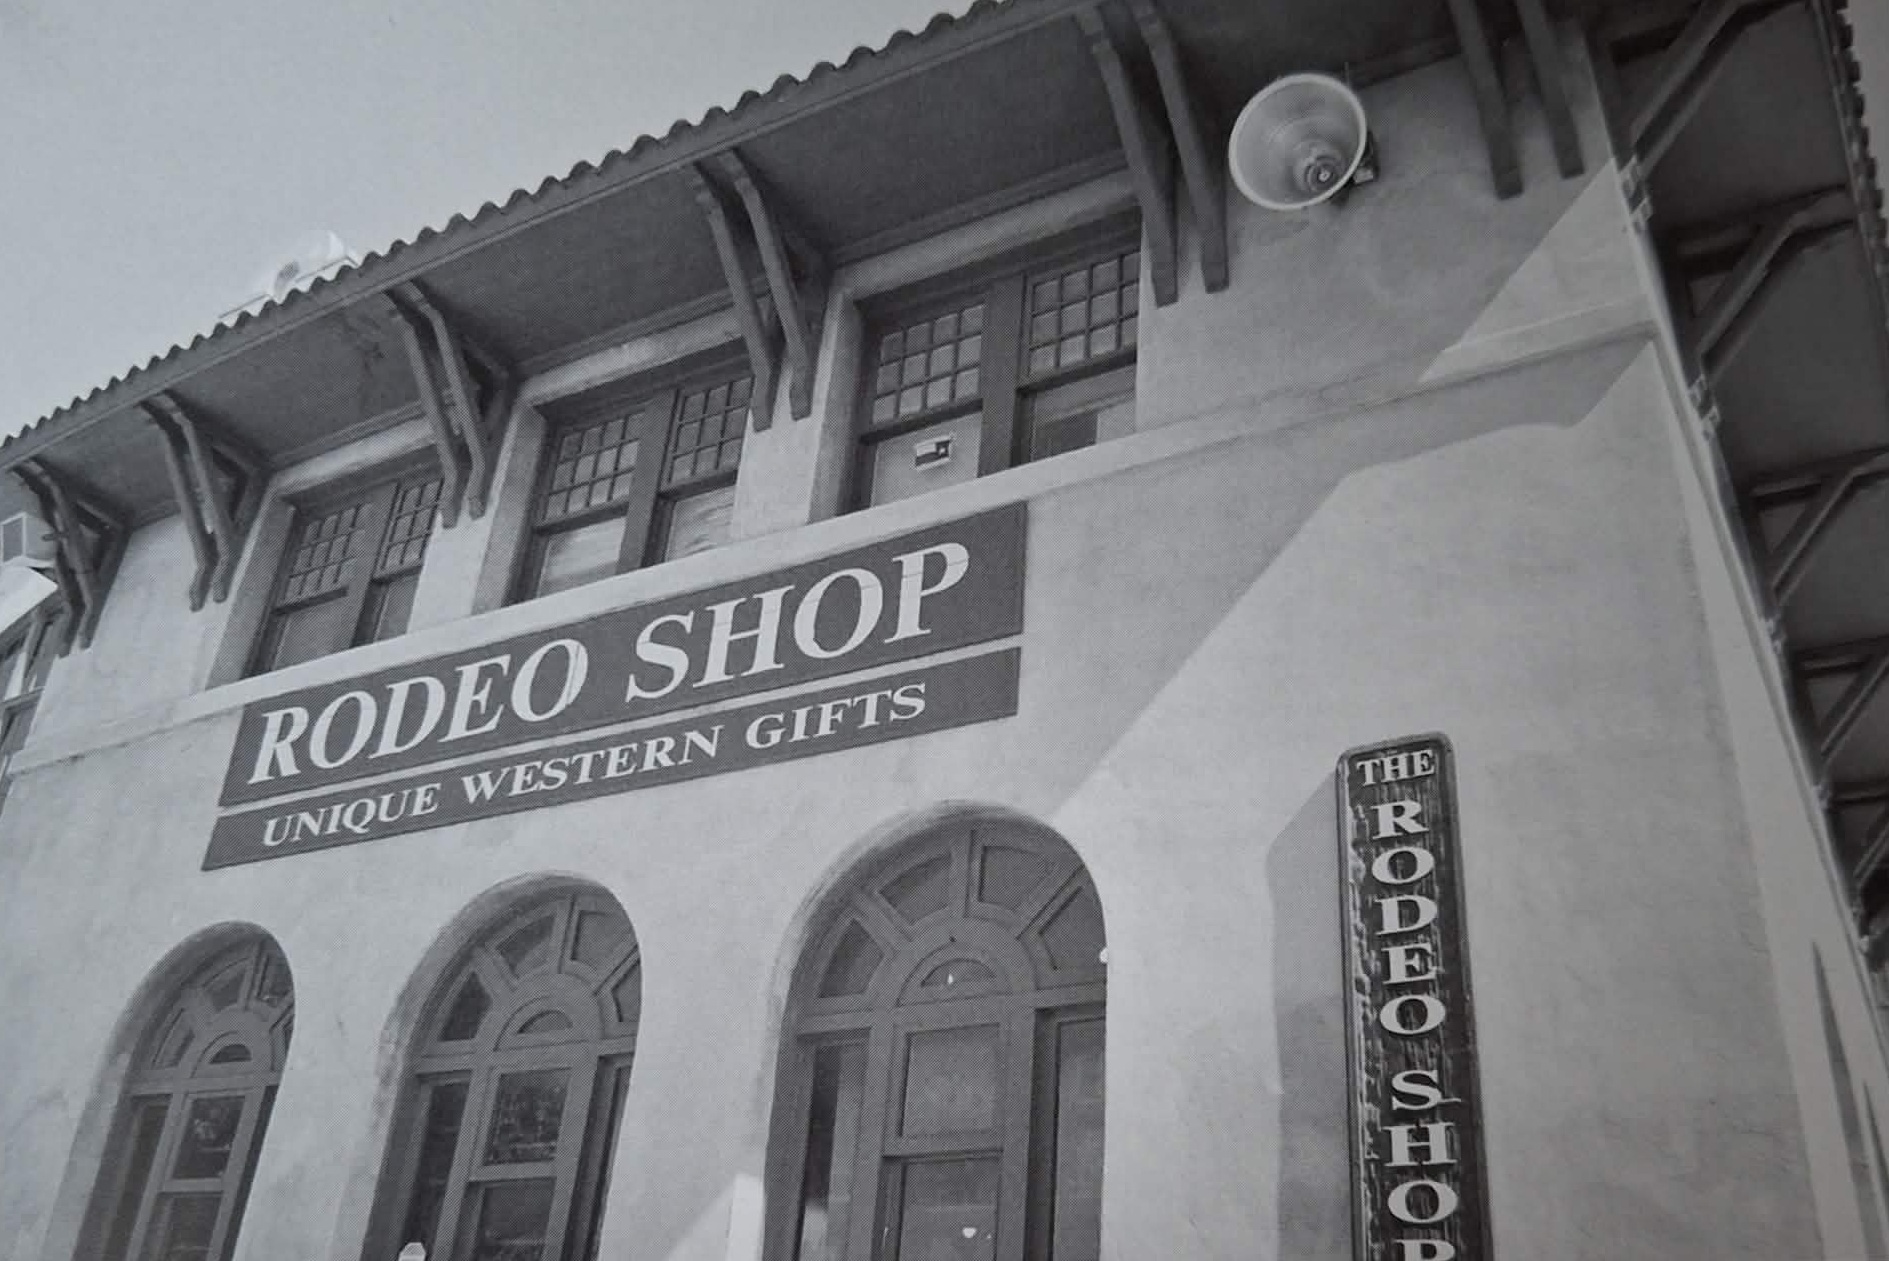 RODEO SHOP
UNIQUE WESTERN GIFTS
THE
RODEO SHOP